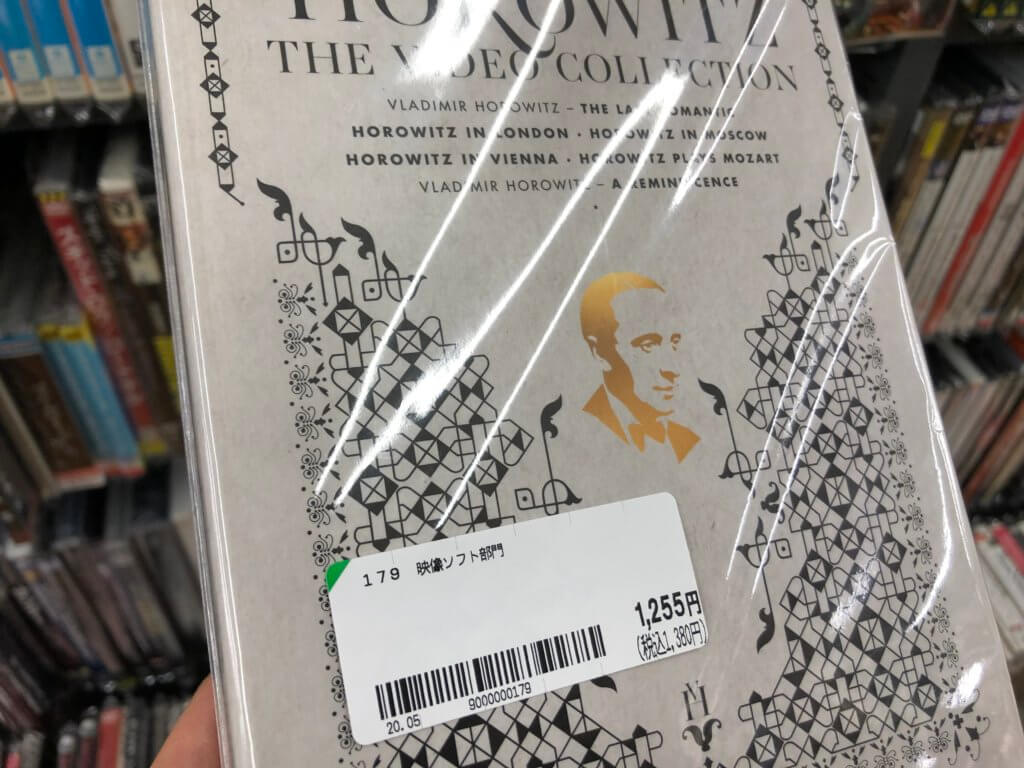 HOROWITZ
THE VIDEO COLLECTION
VLADIMIR HOROWITZ – THE LAST ROMANTIC
HOROWITZ IN LONDON · HOROWITZ IN MOSCOW
HOROWITZ IN VIENNA · HOROWITZ PLAYS MOZART
VLADIMIR HOROWITZ – A REMINISCENCE
179 映像ソフト部門
1,255円
(税込1,380円)
9000000179
20.05